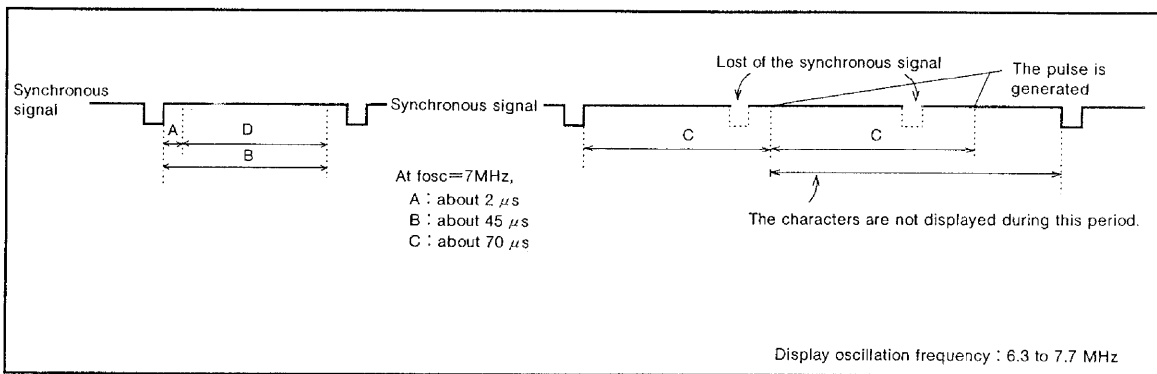 Synchronous
signal
A
D
B
Synchronous signal
Lost of the synchronous signal
The pulse is
generated
C
C
At fosc=7MHz,
A : about 2 μs
B : about 45 μs
C : about 70 μs
The characters are not displayed during this period.
Display oscillation frequency : 6.3 to 7.7 MHz